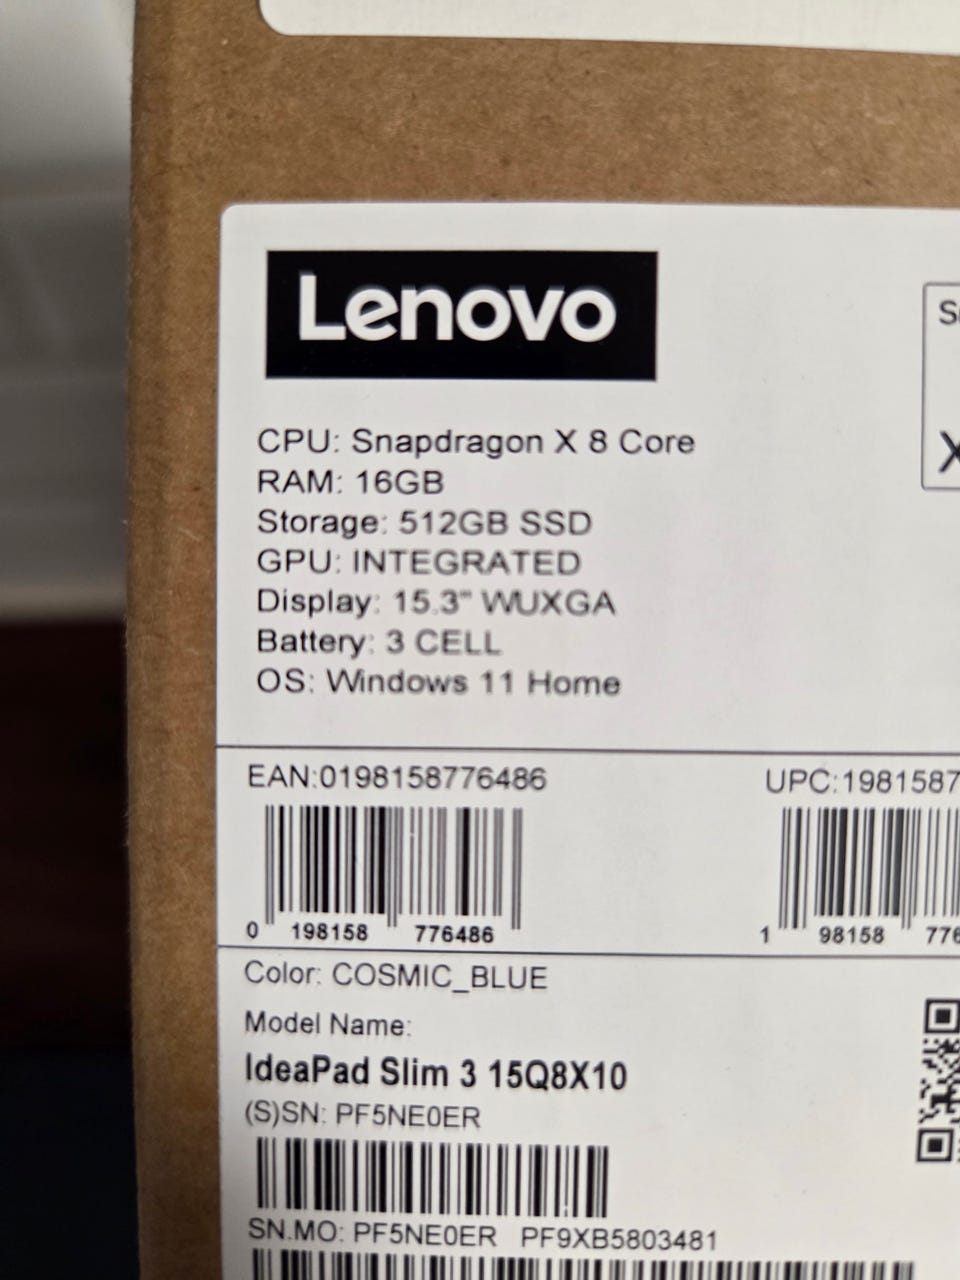 Lenovo
CPU: Snapdragon X 8 Core
RAM: 16GB
Storage: 512GB SSD
GPU: INTEGRATED
Display: 15.3" WUXGA
Battery: 3 CELL
OS: Windows 11 Home
EAN:0198158776486
UPC:1981587
0 198158 776486
1 98158 776
Color: COSMIC_BLUE
Model Name:
IdeaPad Slim 3 15Q8X10
(S)SN: PF5NE0ER
SN.MO: PF5NE0ER PF9XB5803481